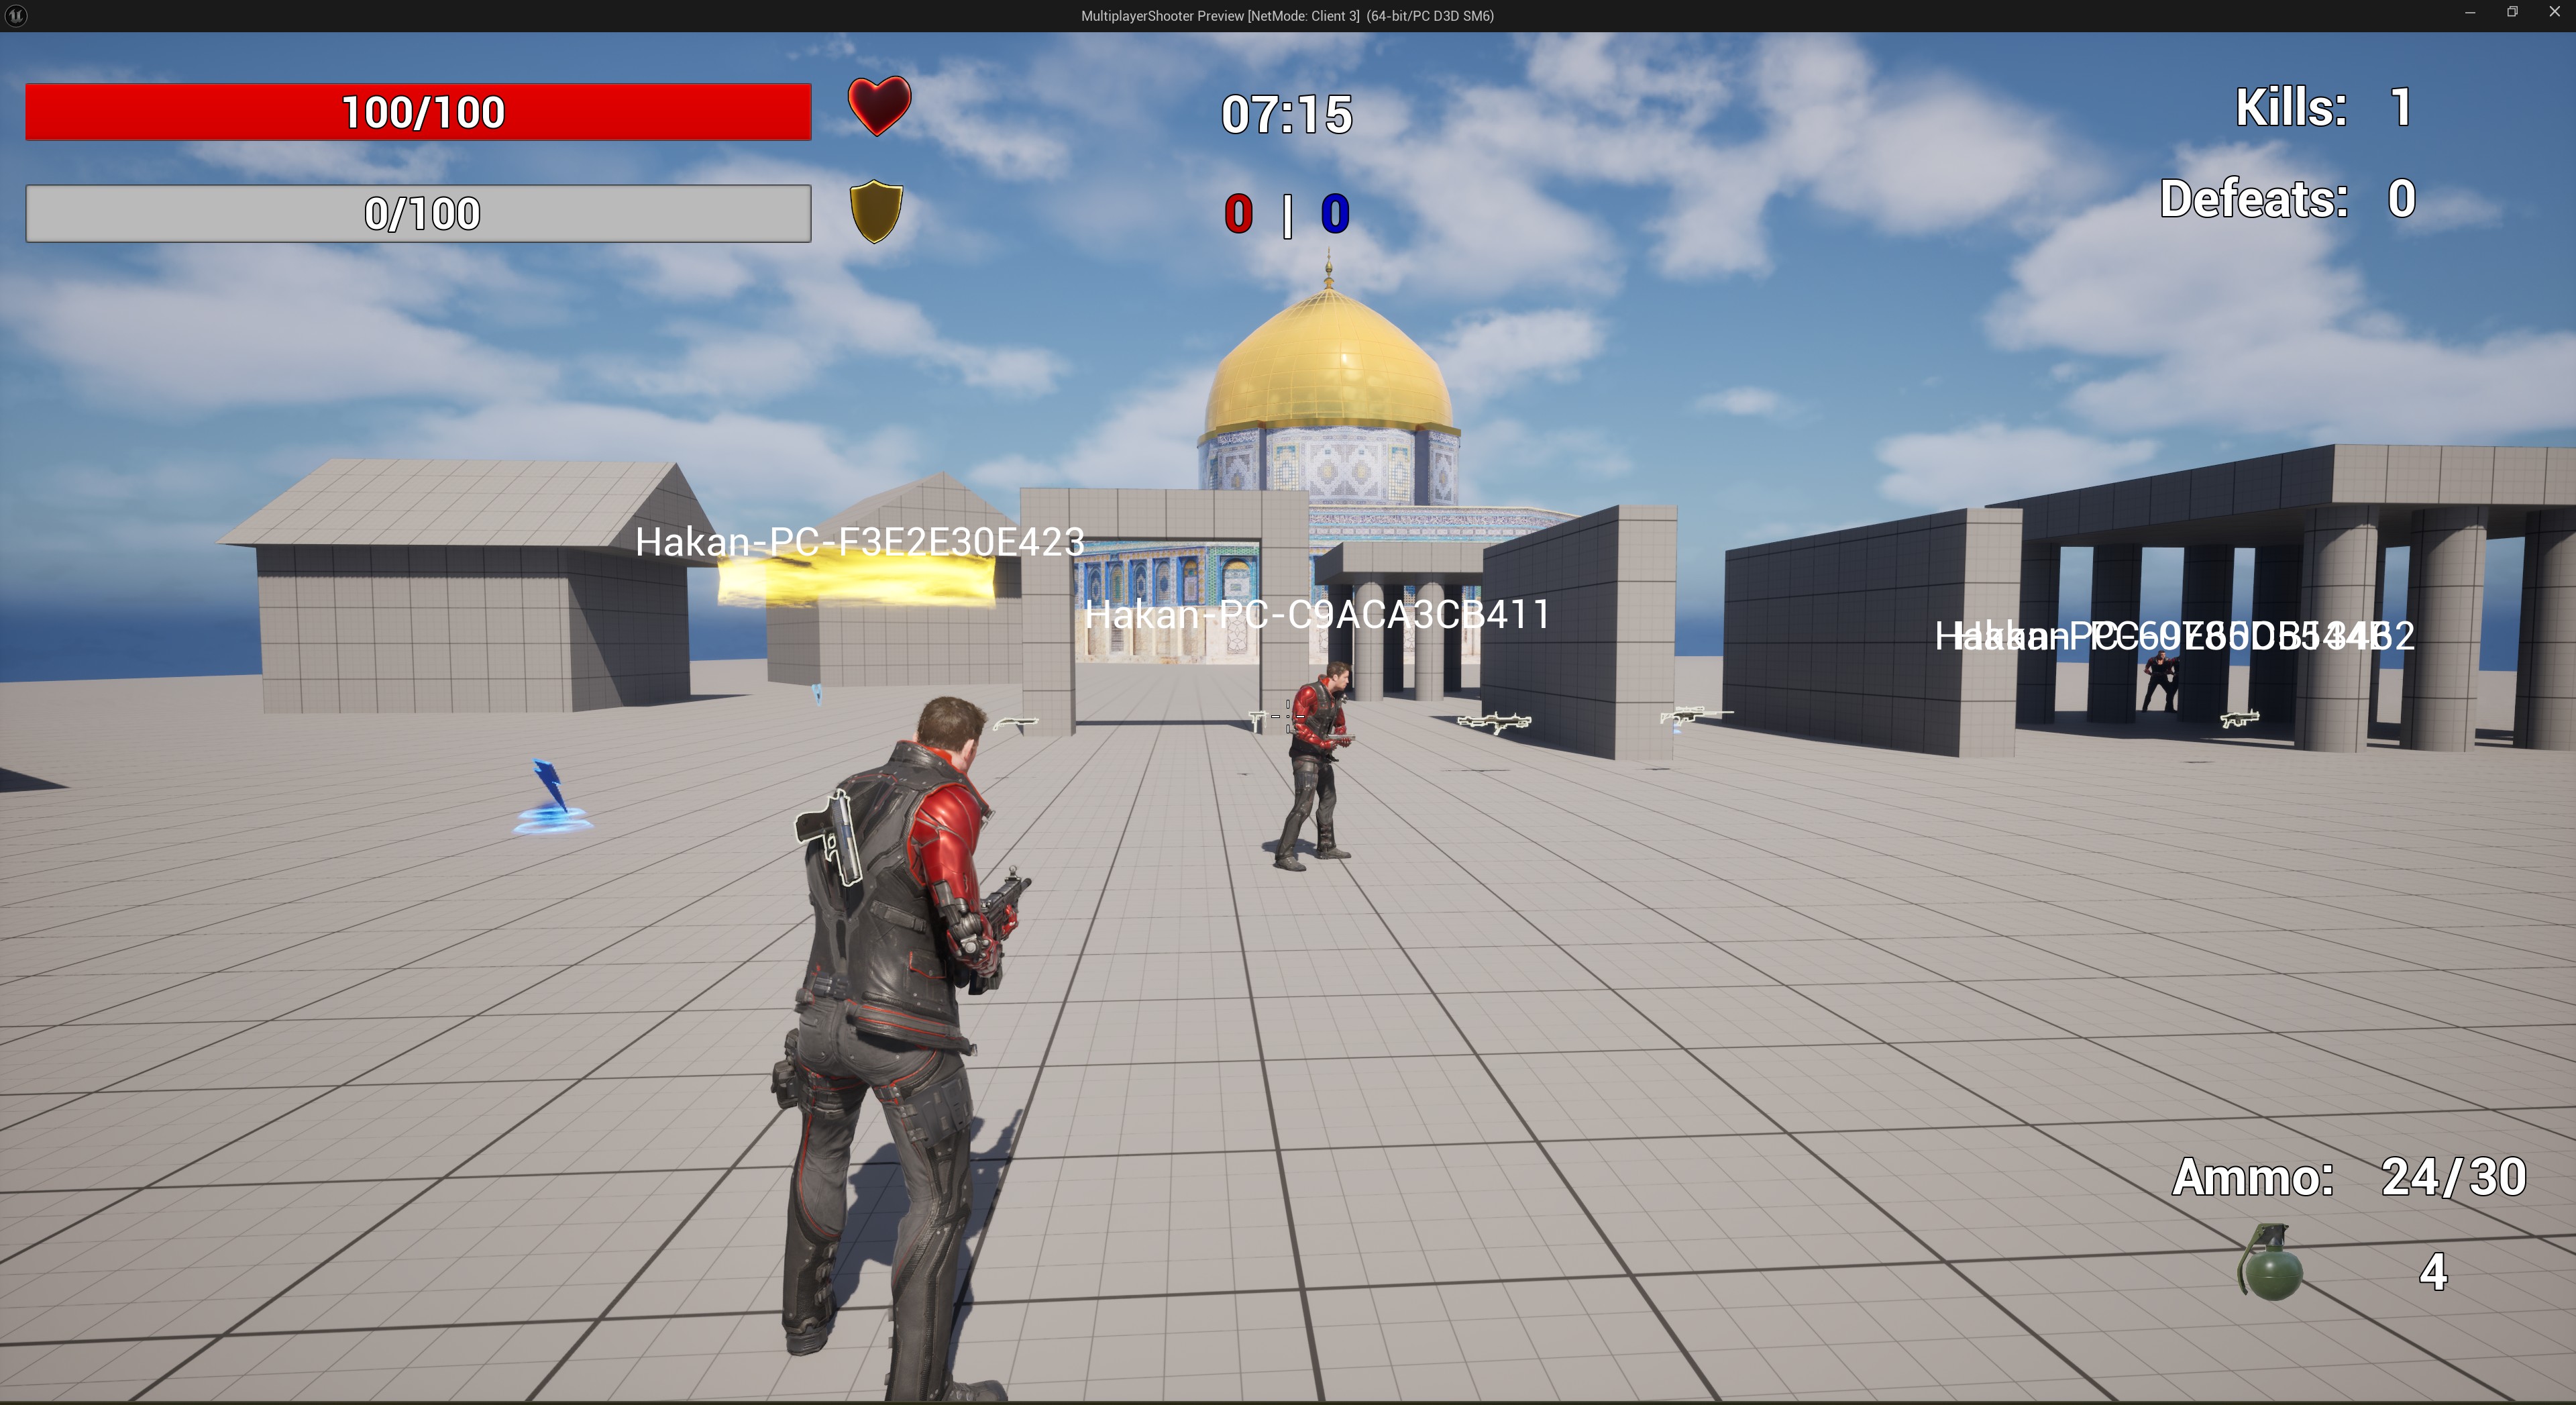 MultiplayerShooter Preview [NetMode: Client 3] (64-bit/PC D3D SM6)
100/100
07:15
Kills: 1
0/100
0 | 0
Defeats: 0
Hakan-PC-F3E2E30E423
Hakan-PC-C9ACA3CB411
Ammo: 24/30
4